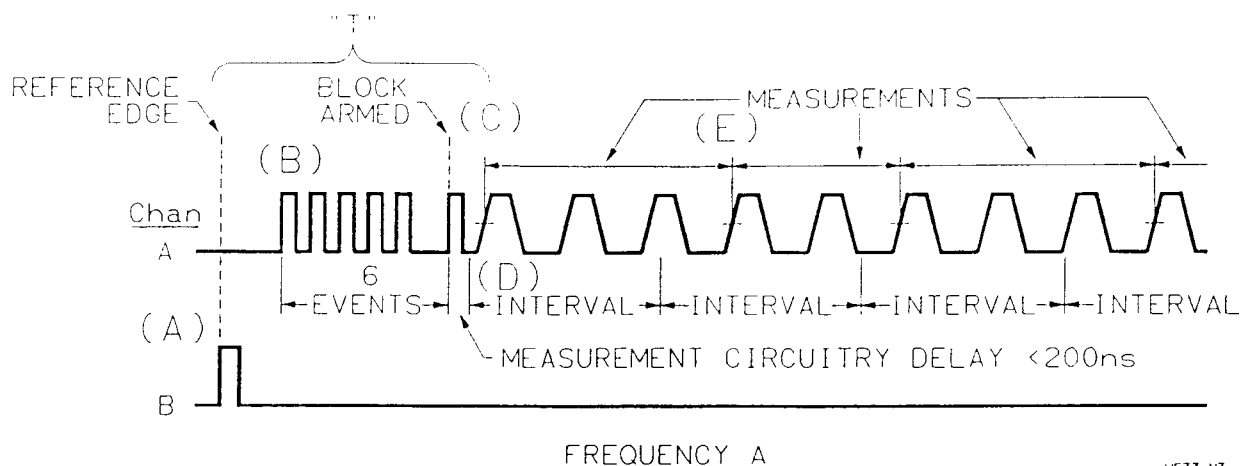 "T"
REFERENCE
EDGE
BLOCK
ARMED
(C)
MEASUREMENTS
(E)
(B)
Chan
A
6
EVENTS
(D)
INTERVAL
INTERVAL
INTERVAL
INTERVAL
(A)
MEASUREMENT CIRCUITRY DELAY <200ns
B
FREQUENCY A